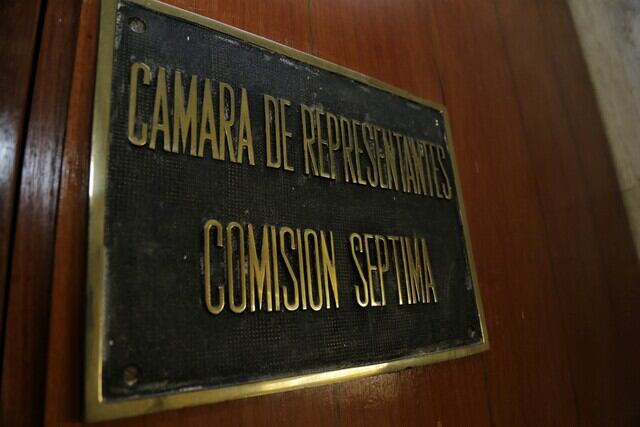 CAMARA DE REPRESENTANTES
COMISION SEPTIMA